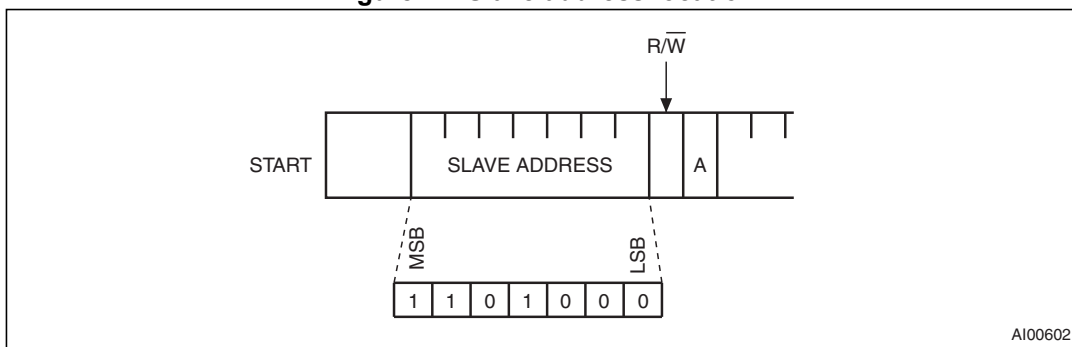 R/W̅
START
SLAVE ADDRESS
A
MSB
LSB
1 1 0 1 0 0 0
AI00602